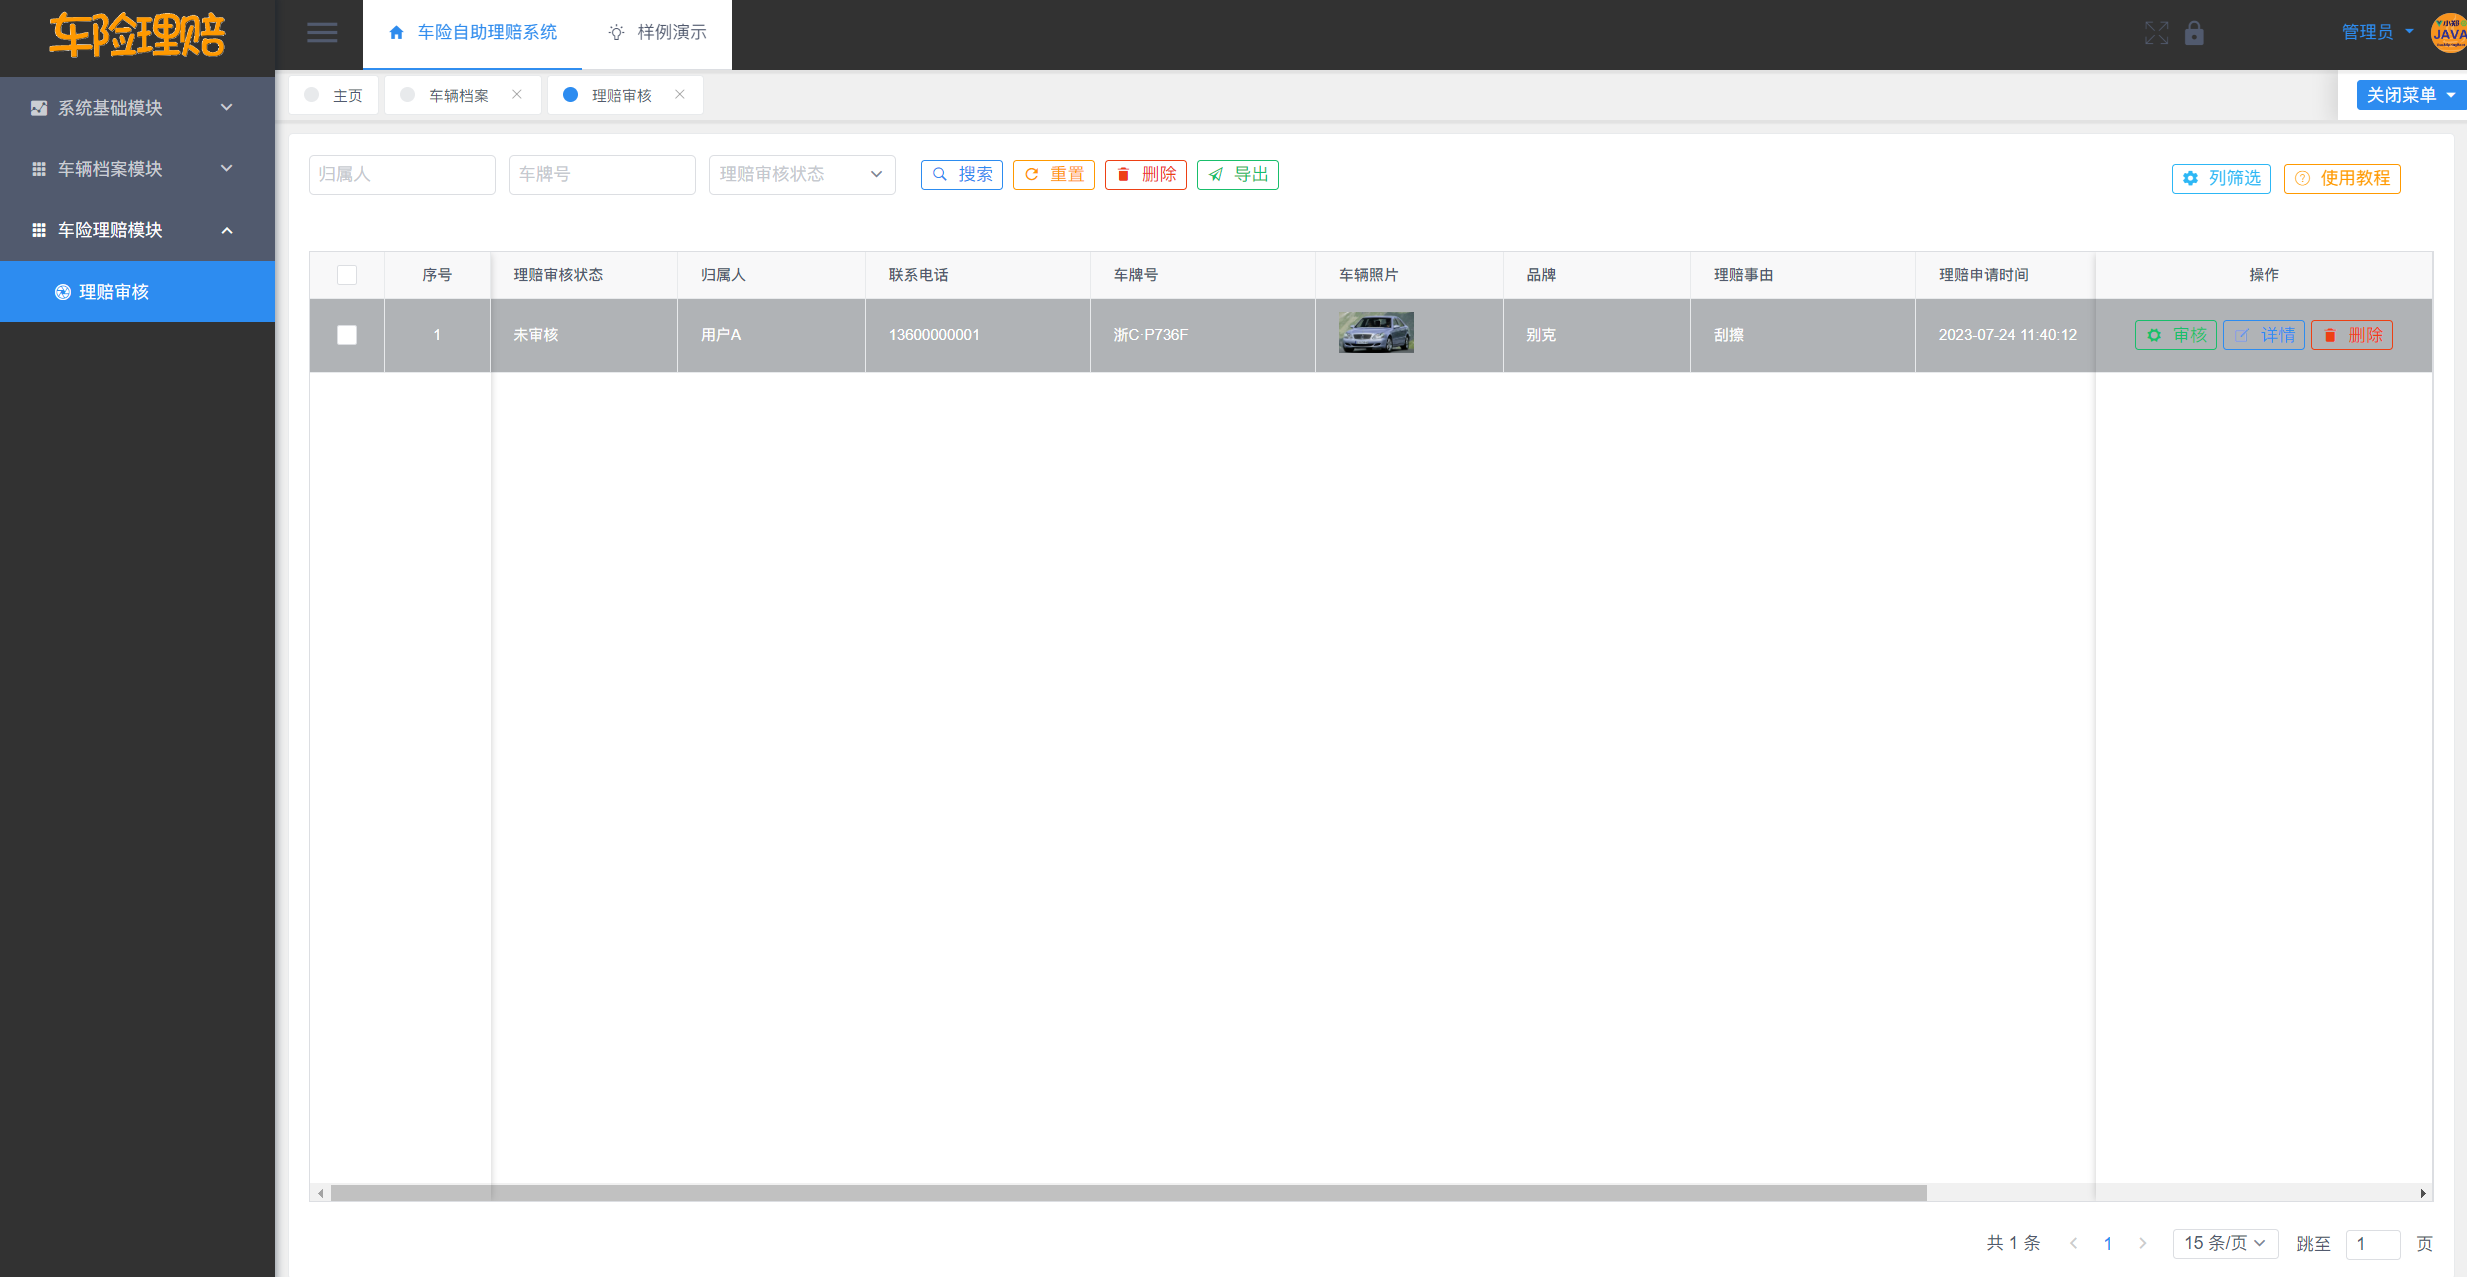 车险理赔
车险自助理赔系统 样例演示 管理员
小郑
JAVA
系统基础模块
车辆档案模块
车险理赔模块
理赔审核
主页 车辆档案 理赔审核 关闭菜单
归属人 车牌号 理赔审核状态 搜索 重置 删除 导出 列筛选 使用教程
序号 理赔审核状态 归属人 联系电话 车牌号 车辆照片 品牌 理赔事由 理赔申请时间 操作
1 未审核 用户A 13600000001 浙C·P736F 别克 刮擦 2023-07-24 11:40:12 审核 详情 删除
共 1 条 1 15 条/页 跳至 1 页